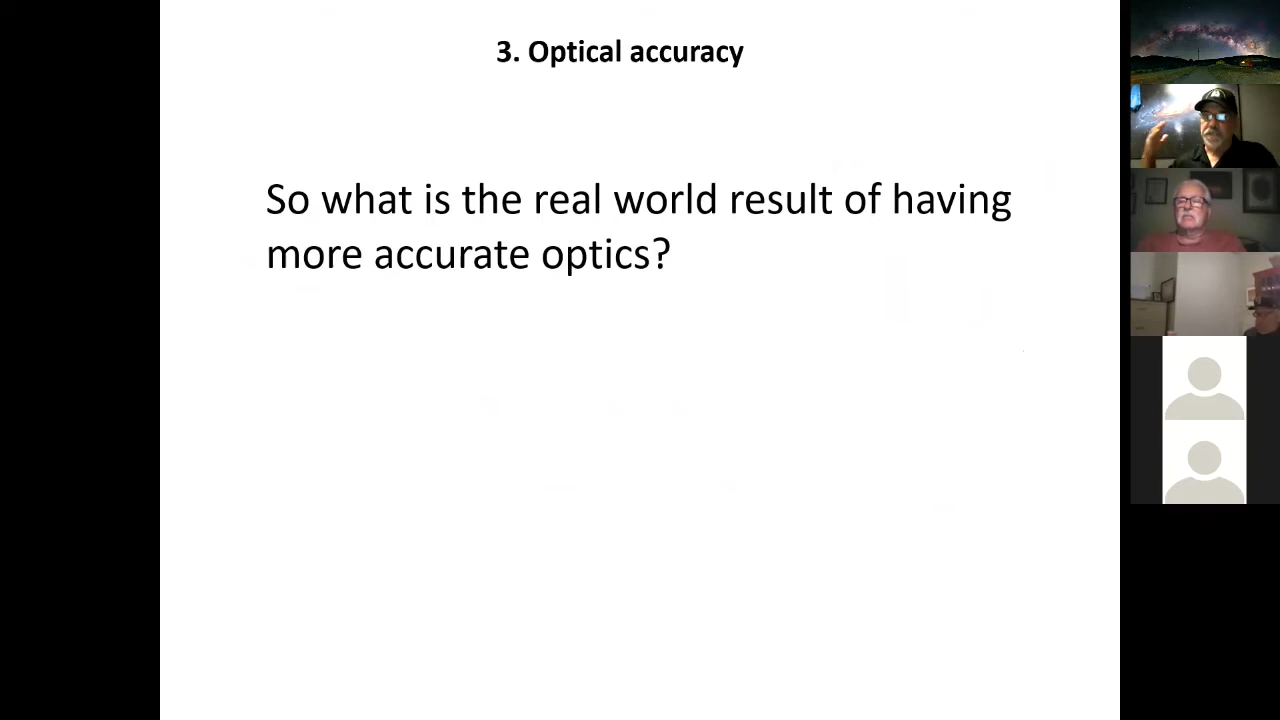 3. Optical accuracy
So what is the real world result of having
more accurate optics?